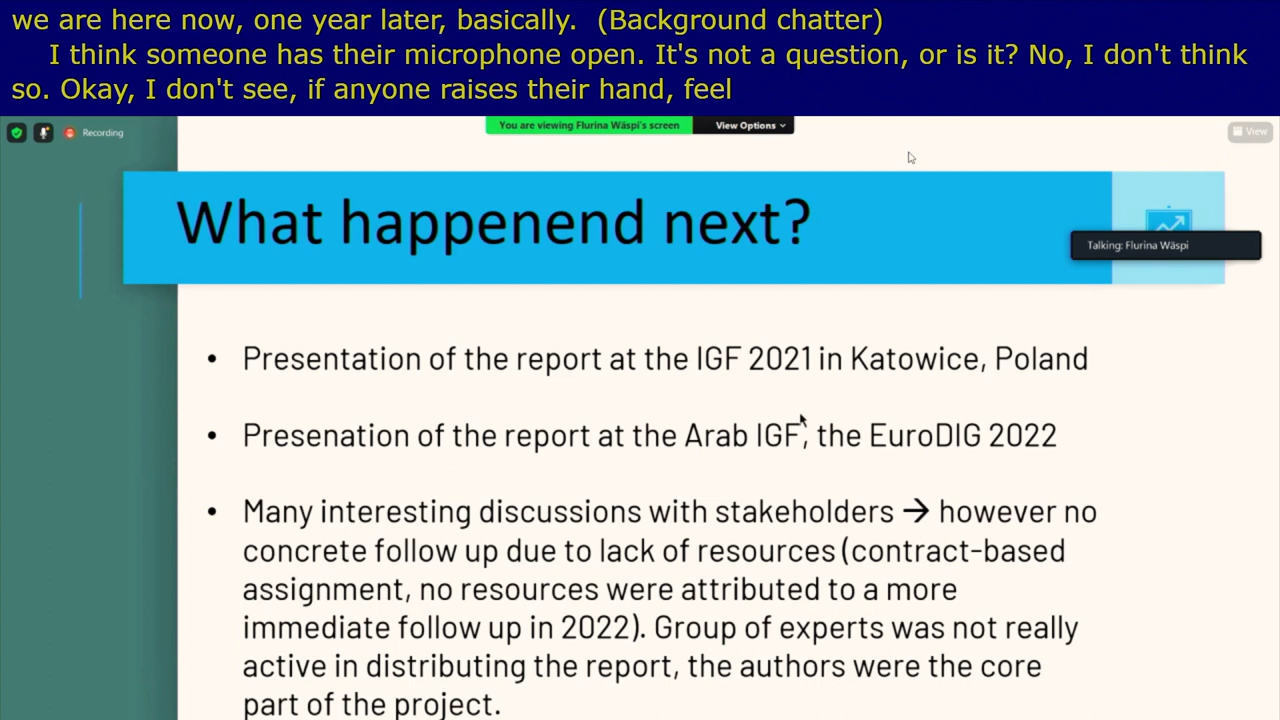 we are here now, one year later, basically.  (Background chatter)
I think someone has their microphone open. It's not a question, or is it? No, I don't think
so. Okay, I don't see, if anyone raises their hand, feel
Recording
You are viewing Flurina Wäspi's screen
View Options
View
What happenend next?
Talking: Flurina Wäspi
• Presentation of the report at the IGF 2021 in Katowice, Poland
• Presenation of the report at the Arab IGF, the EuroDIG 2022
• Many interesting discussions with stakeholders → however no
concrete follow up due to lack of resources (contract-based
assignment, no resources were attributed to a more
immediate follow up in 2022). Group of experts was not really
active in distributing the report, the authors were the core
part of the project.